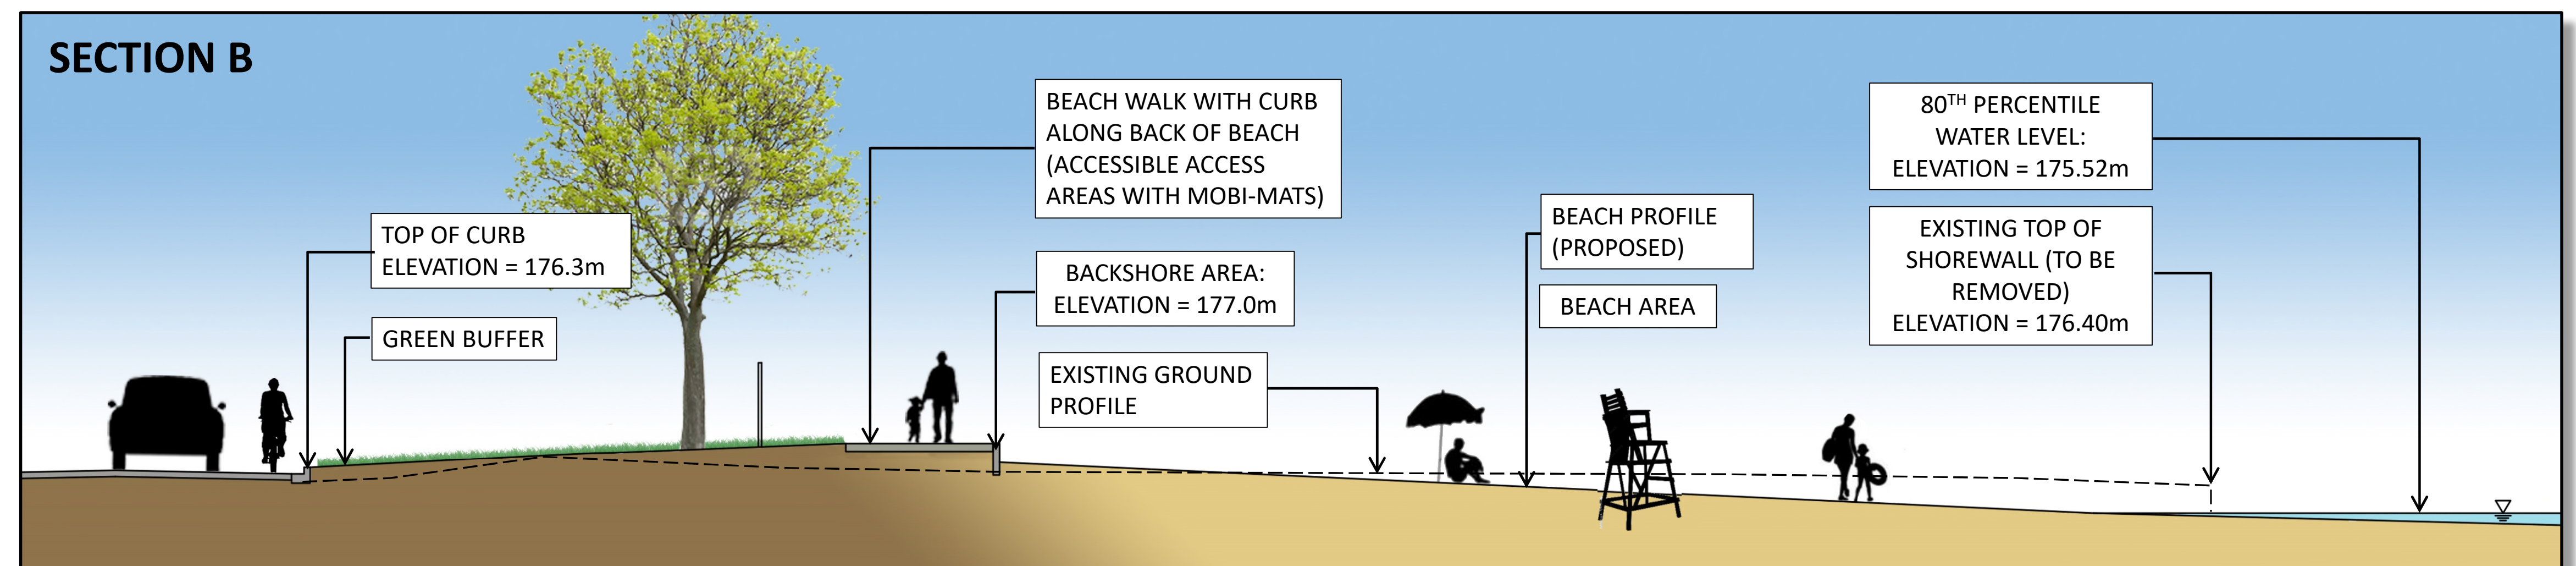 SECTION B
TOP OF CURB
ELEVATION = 176.3m
GREEN BUFFER
BEACH WALK WITH CURB
ALONG BACK OF BEACH
(ACCESSIBLE ACCESS
AREAS WITH MOBI-MATS)
BACKSHORE AREA:
ELEVATION = 177.0m
EXISTING GROUND
PROFILE
BEACH PROFILE
(PROPOSED)
BEACH AREA
80TH PERCENTILE
WATER LEVEL:
ELEVATION = 175.52m
EXISTING TOP OF
SHOREWALL (TO BE
REMOVED)
ELEVATION = 176.40m